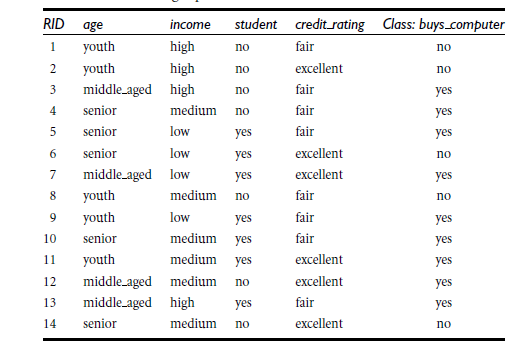 RID age income student credit_rating Class: buys_computer
1 youth high no fair no
2 youth high no excellent no
3 middle_aged high no fair yes
4 senior medium no fair yes
5 senior low yes fair yes
6 senior low yes excellent no
7 middle_aged low yes excellent yes
8 youth medium no fair no
9 youth low yes fair yes
10 senior medium yes fair yes
11 youth medium yes excellent yes
12 middle_aged medium no excellent yes
13 middle_aged high yes fair yes
14 senior medium no excellent no